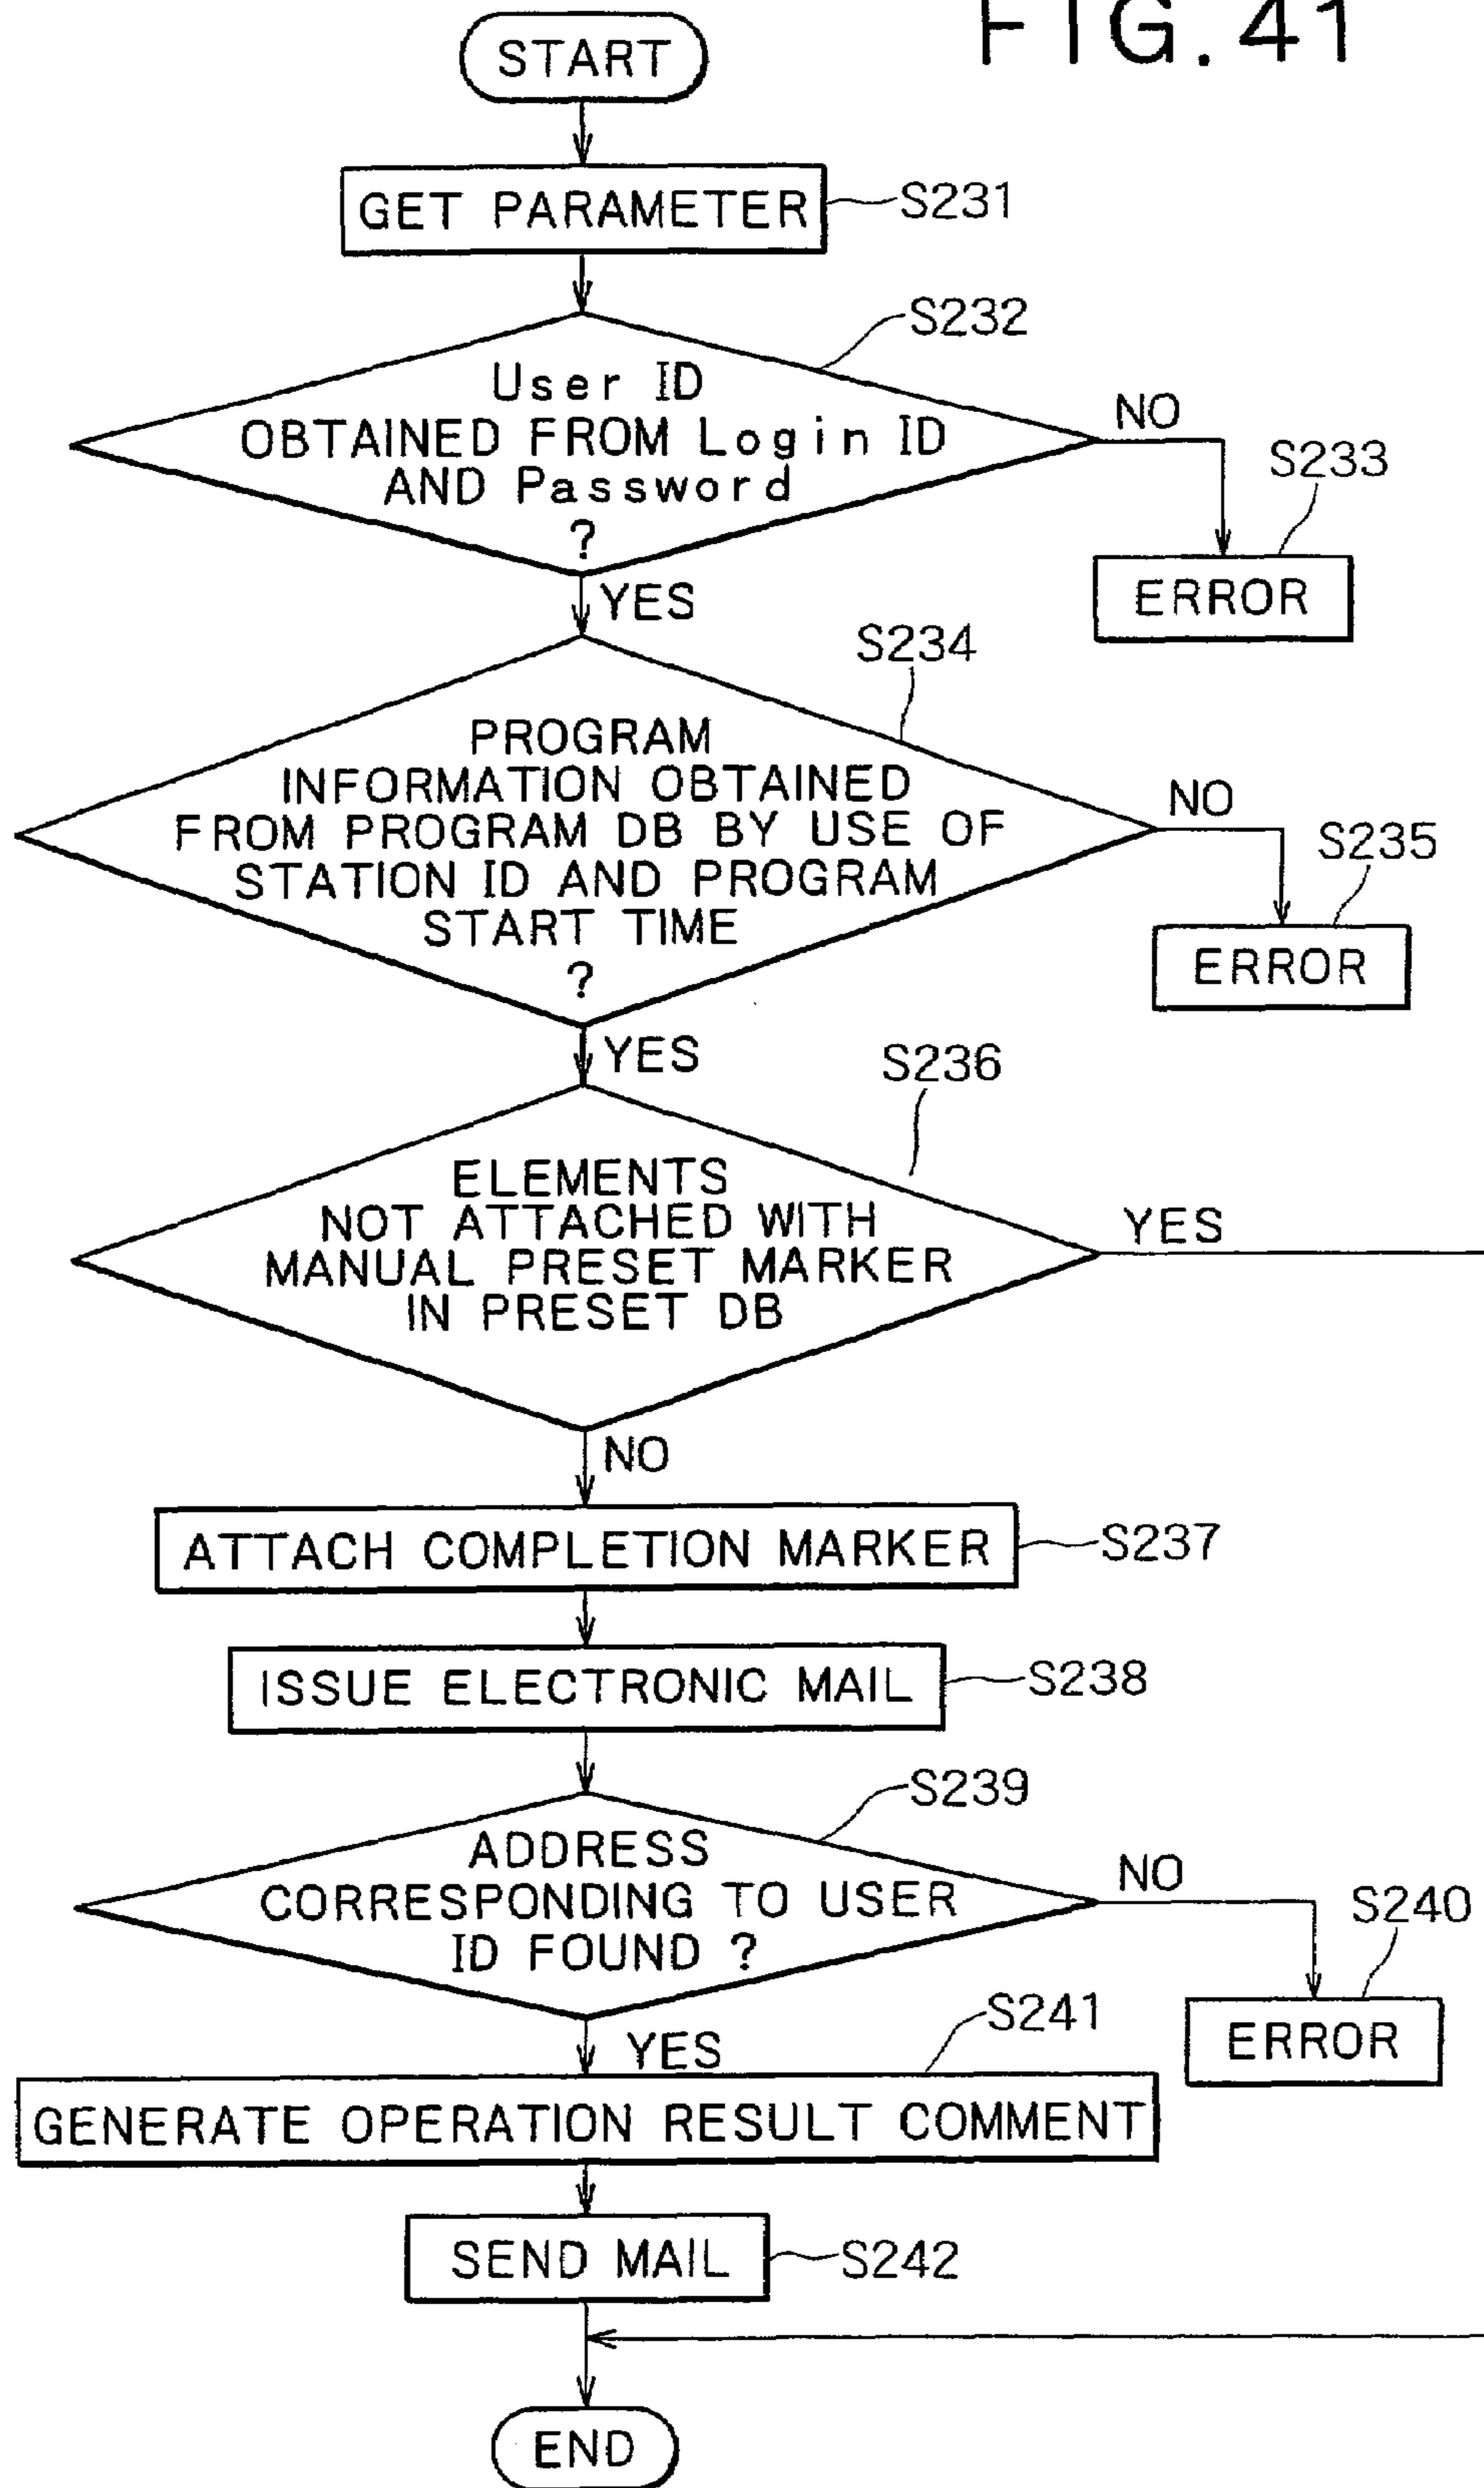 FIG. 41
START
GET PARAMETER
S231
S232
User ID
OBTAINED FROM Login ID
AND Password
?
NO
S233
ERROR
YES
S234
PROGRAM
INFORMATION OBTAINED
FROM PROGRAM DB BY USE OF
STATION ID AND PROGRAM
START TIME
?
NO
S235
ERROR
YES
S236
ELEMENTS
NOT ATTACHED WITH
MANUAL PRESET MARKER
IN PRESET DB
YES
NO
ATTACH COMPLETION MARKER
S237
ISSUE ELECTRONIC MAIL
S238
S239
ADDRESS
CORRESPONDING TO USER
ID FOUND ?
NO
S240
ERROR
YES
S241
GENERATE OPERATION RESULT COMMENT
SEND MAIL
S242
END